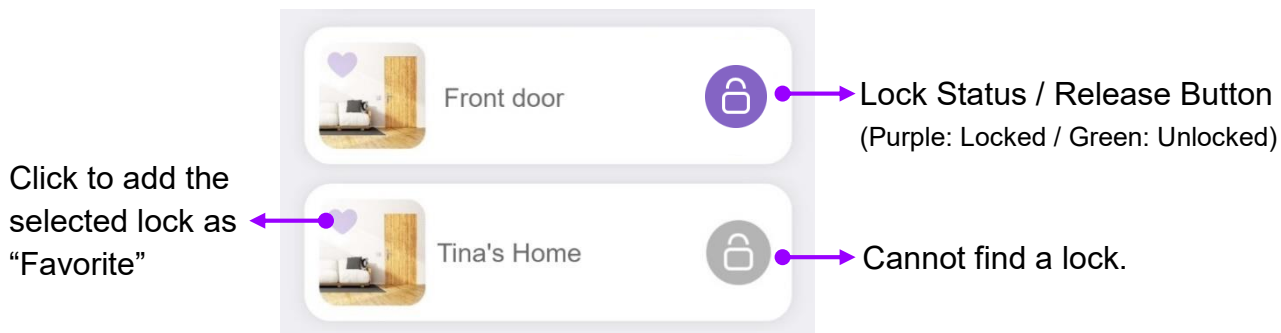 Front door
Lock Status / Release Button
(Purple: Locked / Green: Unlocked)
Click to add the
selected lock as
“Favorite”
Tina's Home
Cannot find a lock.